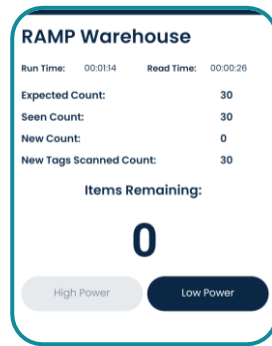 RAMP Warehouse
Run Time: 00:01:14 Read Time: 00:00:26
Expected Count: 30
Seen Count: 30
New Count: 0
New Tags Scanned Count: 30
Items Remaining:
0
High Power Low Power